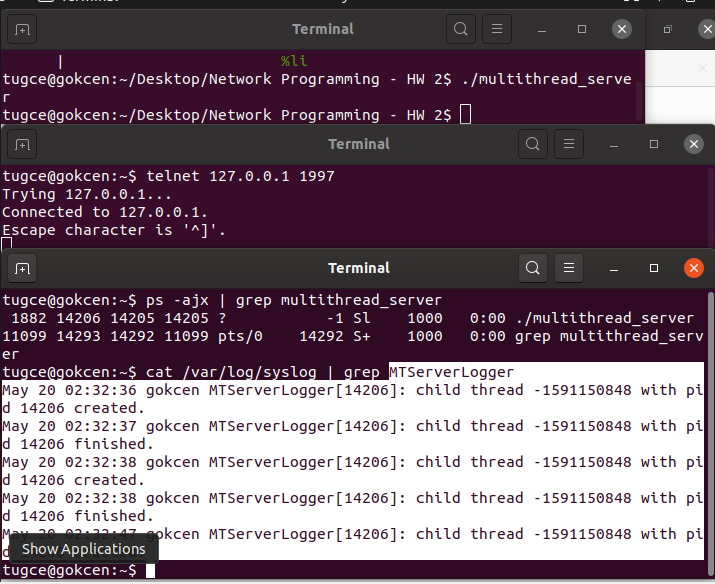 Terminal
| %li
tugce@gokcen:~/Desktop/Network Programming - HW 2$ ./multithread_serve
r
tugce@gokcen:~/Desktop/Network Programming - HW 2$
Terminal
tugce@gokcen:~$ telnet 127.0.0.1 1997
Trying 127.0.0.1...
Connected to 127.0.0.1.
Escape character is '^]'.
Terminal
tugce@gokcen:~$ ps -ajx | grep multithread_server
1882 14206 14205 14205 ? -1 Sl 1000 0:00 ./multithread_server
11099 14293 14292 11099 pts/0 14292 S+ 1000 0:00 grep multithread_serv
er
tugce@gokcen:~$ cat /var/log/syslog | grep MTServerLogger
May 20 02:32:36 gokcen MTServerLogger[14206]: child thread -1591150848 with pi
d 14206 created.
May 20 02:32:37 gokcen MTServerLogger[14206]: child thread -1591150848 with pi
d 14206 finished.
May 20 02:32:38 gokcen MTServerLogger[14206]: child thread -1591150848 with pi
d 14206 created.
May 20 02:32:38 gokcen MTServerLogger[14206]: child thread -1591150848 with pi
d 14206 finished.
May 20 02:32:47 gokcen MTServerLogger[14206]: child thread -1591150848 with pi
d
Show Applications
tugce@gokcen:~$